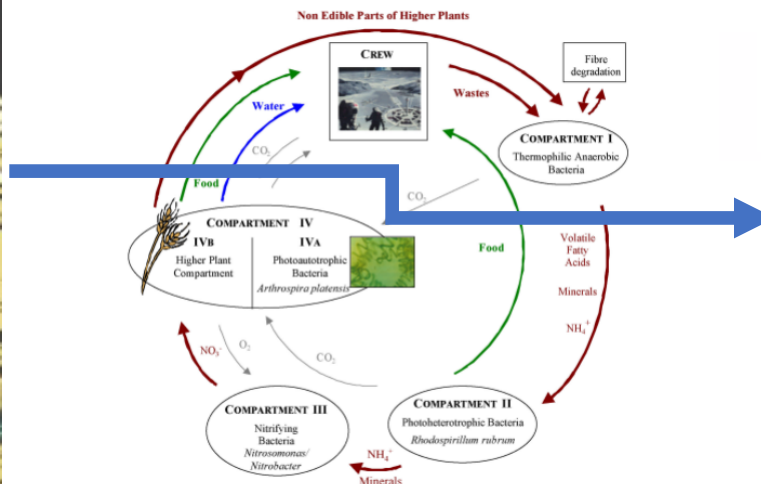 Non Edible Parts of Higher Plants
CREW
Fibre
degradation
Wastes
Water
COMPARTMENT I
Thermophilic Anaerobic
Bacteria
CO₂
Food
CO₂
COMPARTMENT IV
IVB
Higher Plant
Compartment
IVA
Photoautotrophic
Bacteria
Arthrospira platensis
Food
Volatile
Fatty
Acids
Minerals
NH₄⁺
NO₃⁻
O₂
CO₂
COMPARTMENT III
Nitrifying
Bacteria
Nitrosomonas/
Nitrobacter
COMPARTMENT II
Photoheterotrophic Bacteria
Rhodospirillum rubrum
NH₄⁺
Minerals